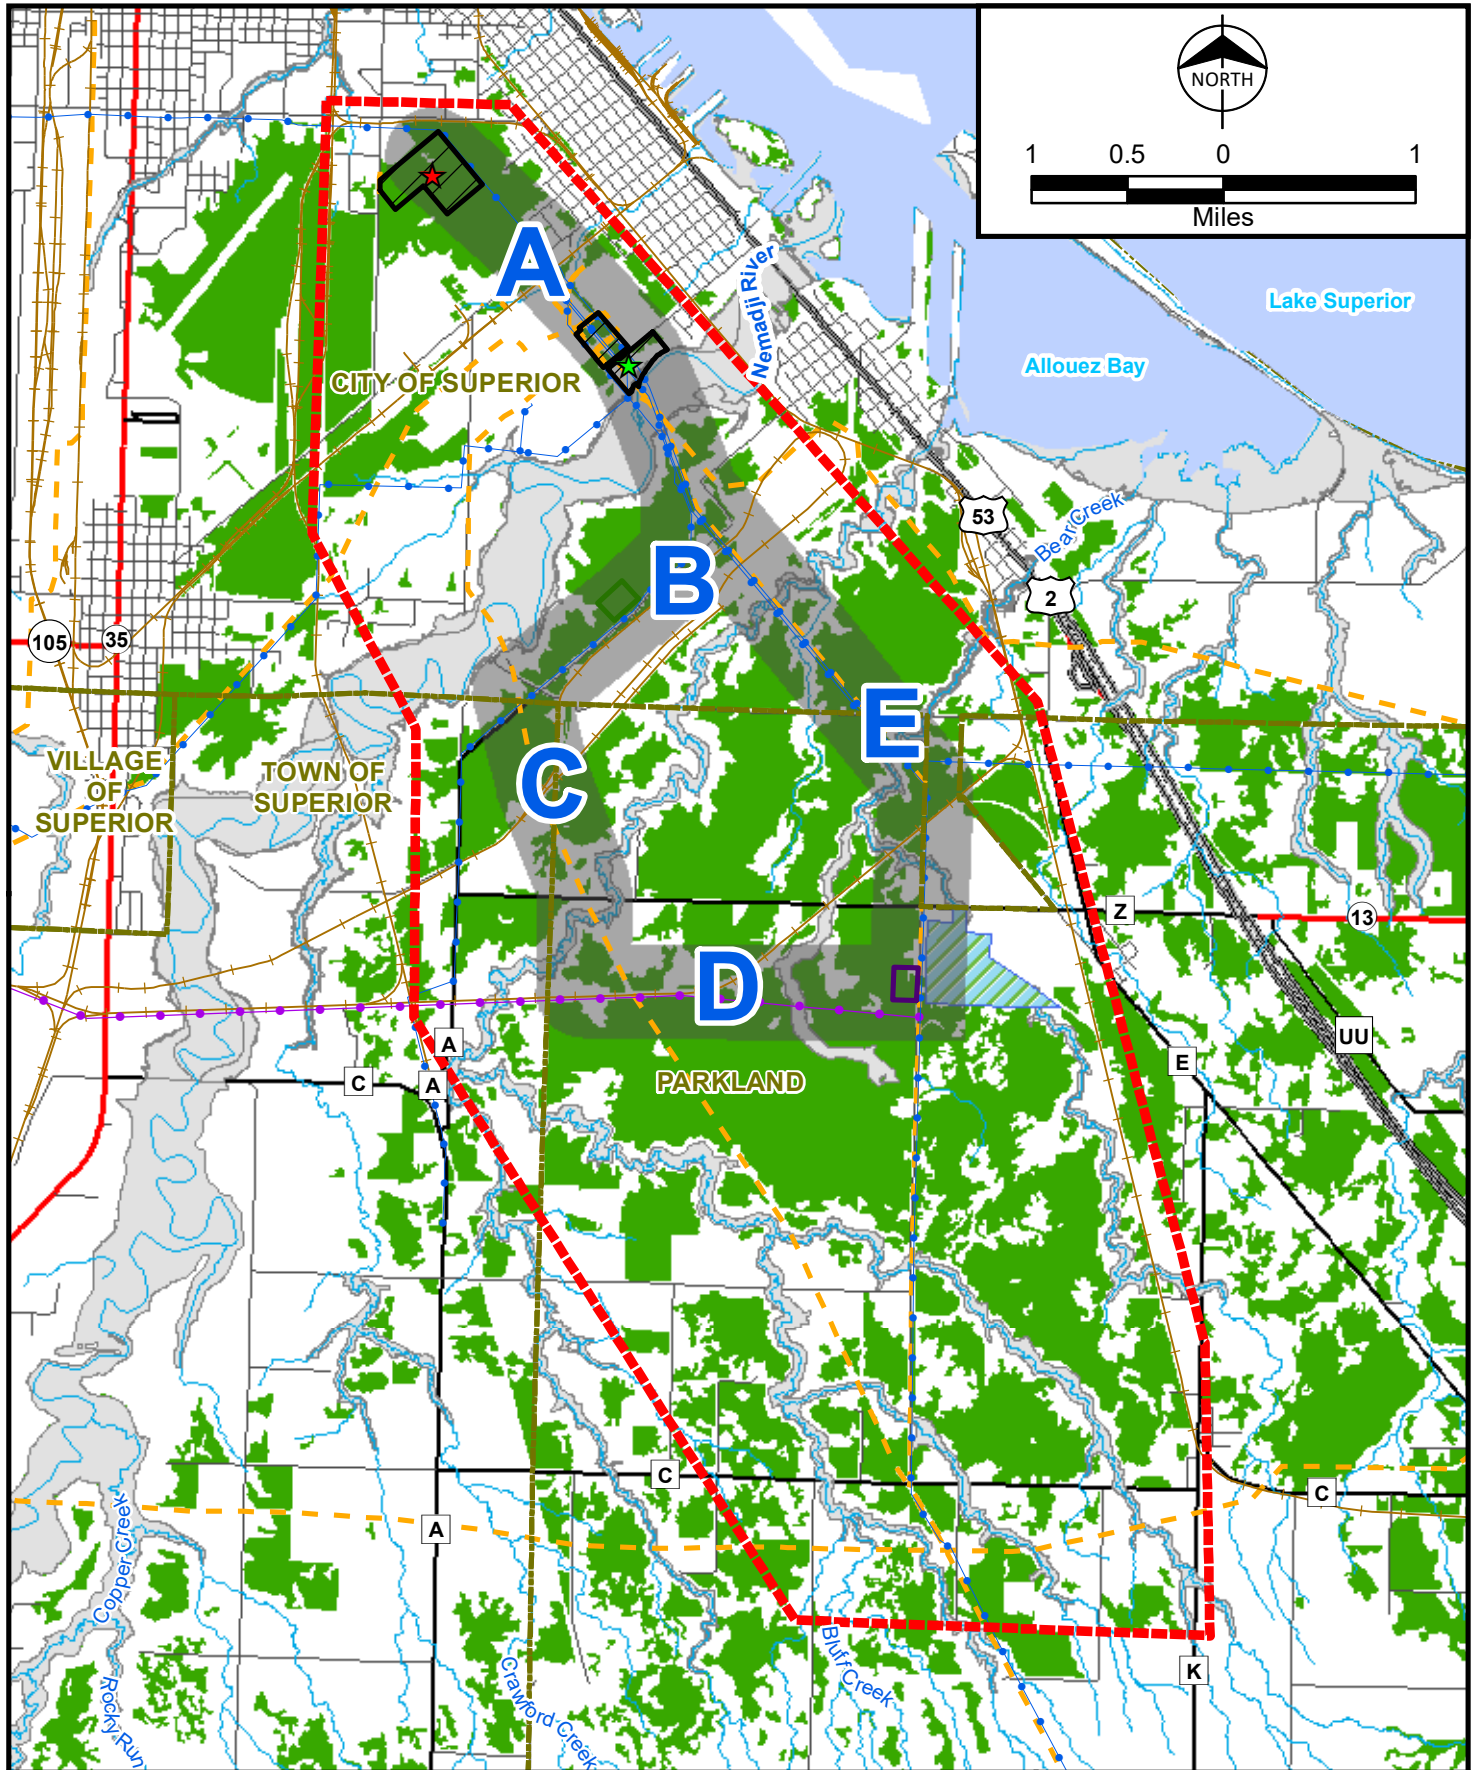 NORTH
1 0.5 0 1
Miles
A
Nemadji River
Lake Superior
Allouez Bay
CITY OF SUPERIOR
53
Bear Creek
B
2
105
35
E
VILLAGE
OF
SUPERIOR
TOWN OF
SUPERIOR
C
Z
13
D
UU
A
E
C
A
PARKLAND
C
C
A
Copper Creek
K
Rocky Run
Crawford Creek
Bluff Creek